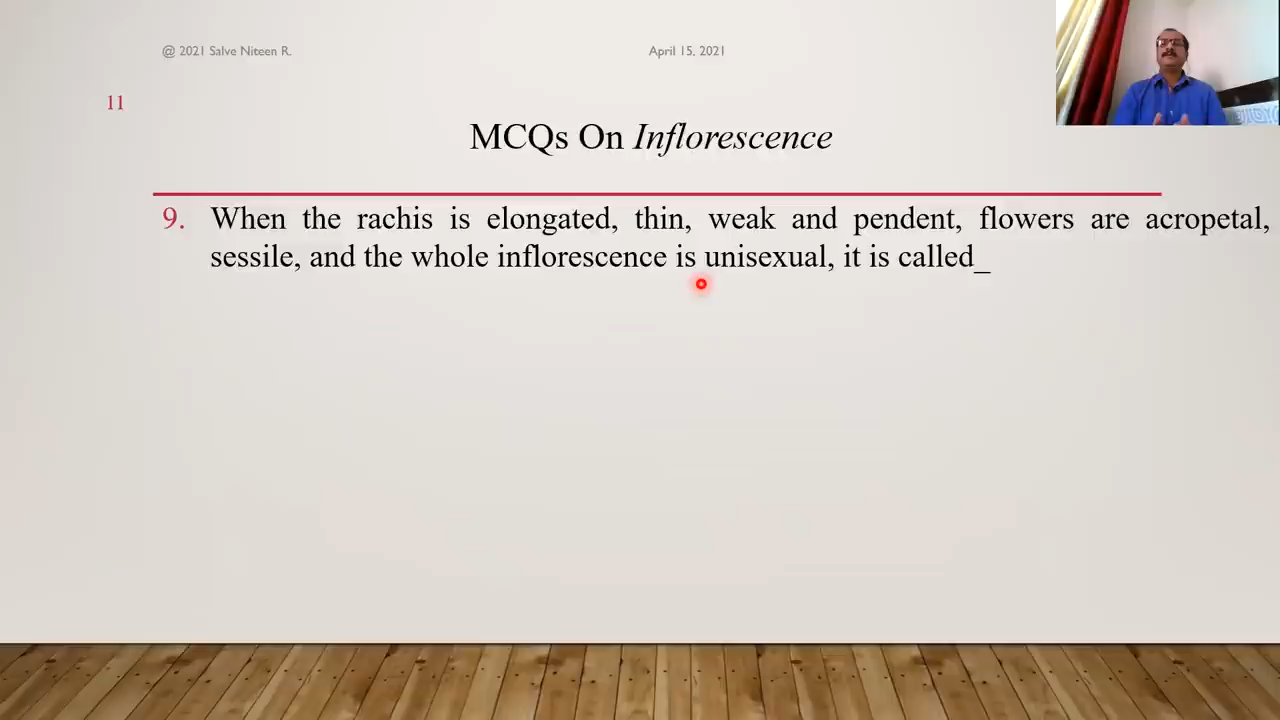 @ 2021 Salve Niteen R.
April 15, 2021
11
MCQs On Inflorescence
9. When the rachis is elongated, thin, weak and pendent, flowers are acropetal,
sessile, and the whole inflorescence is unisexual, it is called_